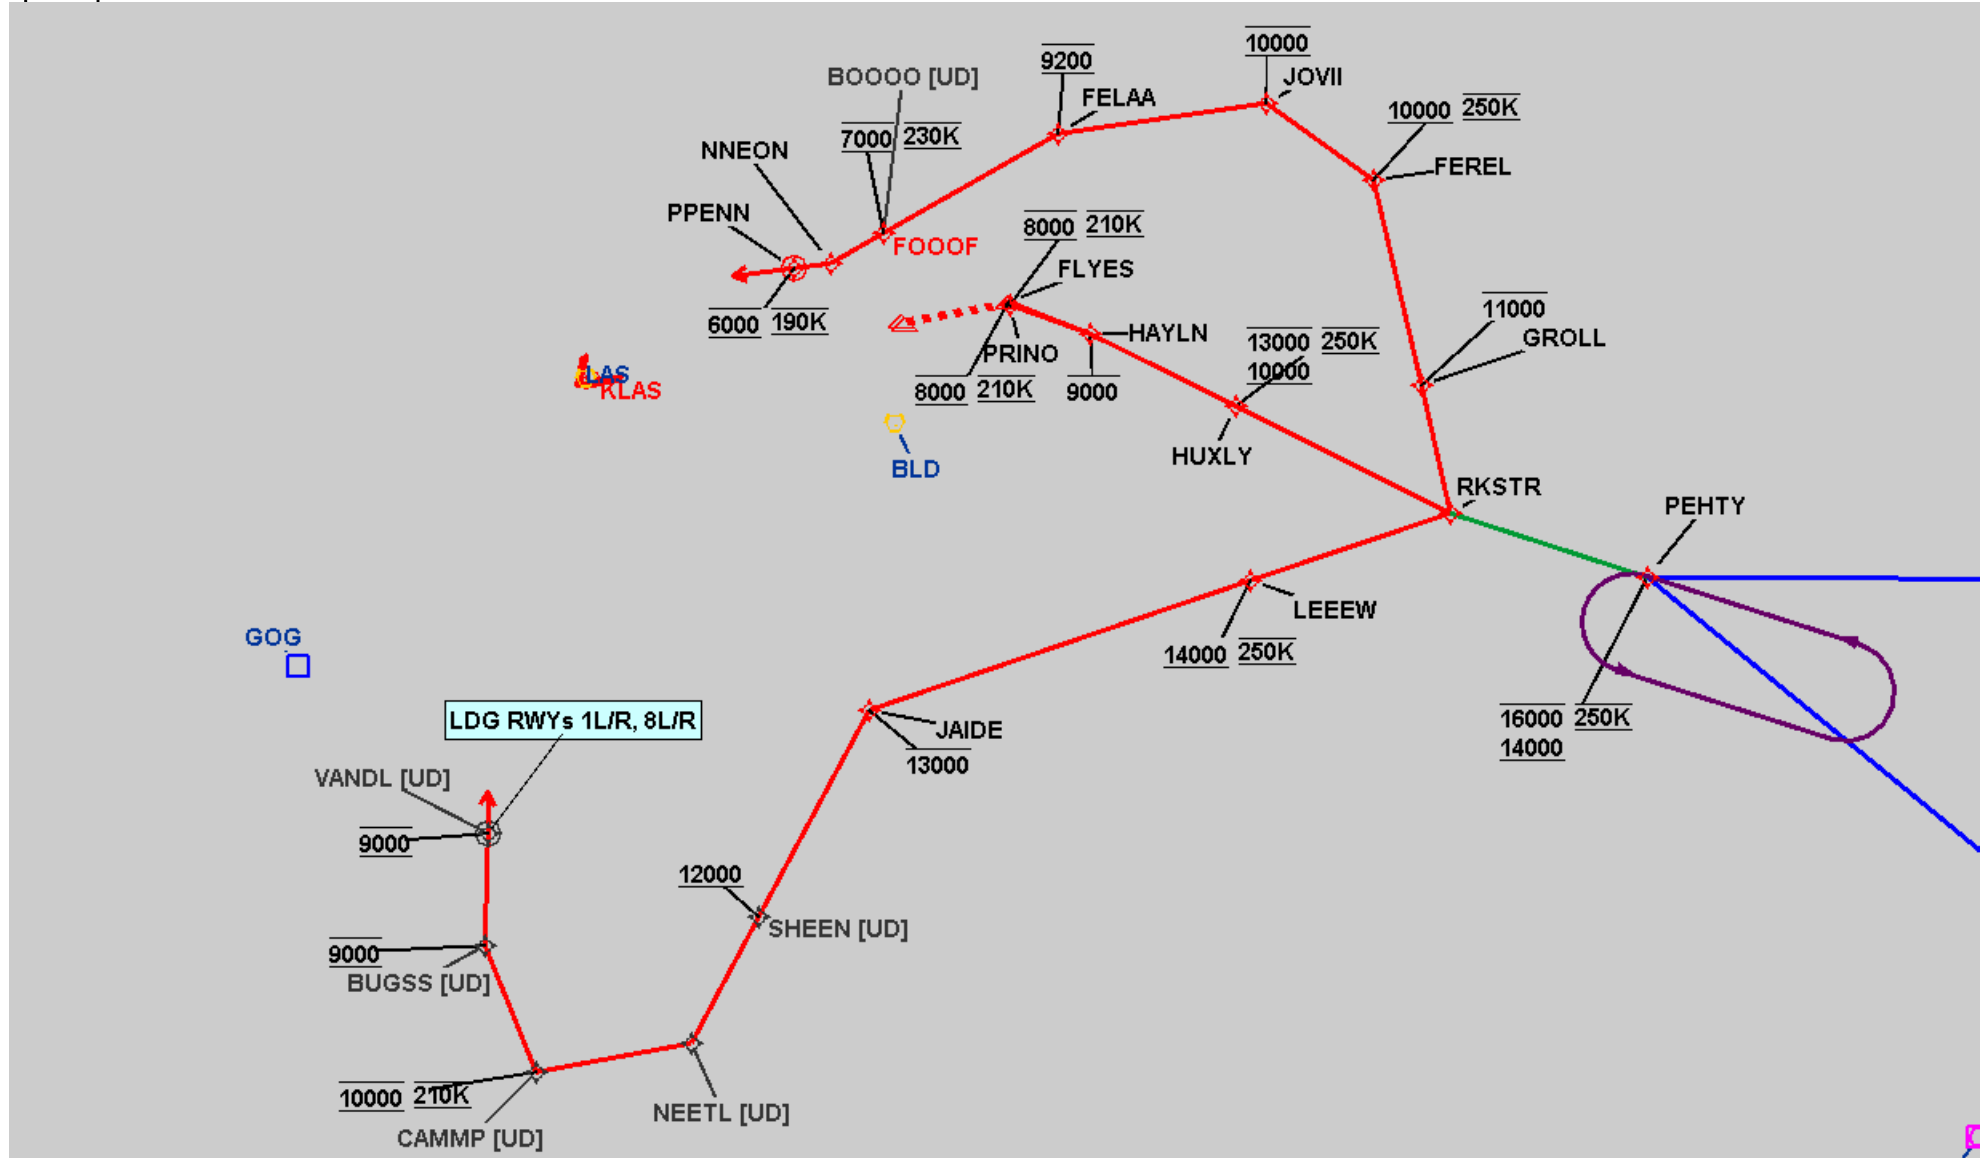 10000
JOVII
9200
BOOOO [UD]
FELAA
10000 250K
7000 230K
NNEON
FEREL
PPENN
8000 210K
FOOOF
FLYES
6000 190K
11000
HAYLN
13000 250K
GROLL
PRINO
10000
LAS
KLAS
8000 210K
9000
HUXLY
BLD
RKSTR
PEHTY
LEEEW
GOG
14000 250K
LDG RWYs 1L/R, 8L/R
16000 250K
JAIDE
14000
13000
VANDL [UD]
9000
12000
SHEEN [UD]
9000
BUGSS [UD]
10000 210K
NEETL [UD]
CAMMP [UD]